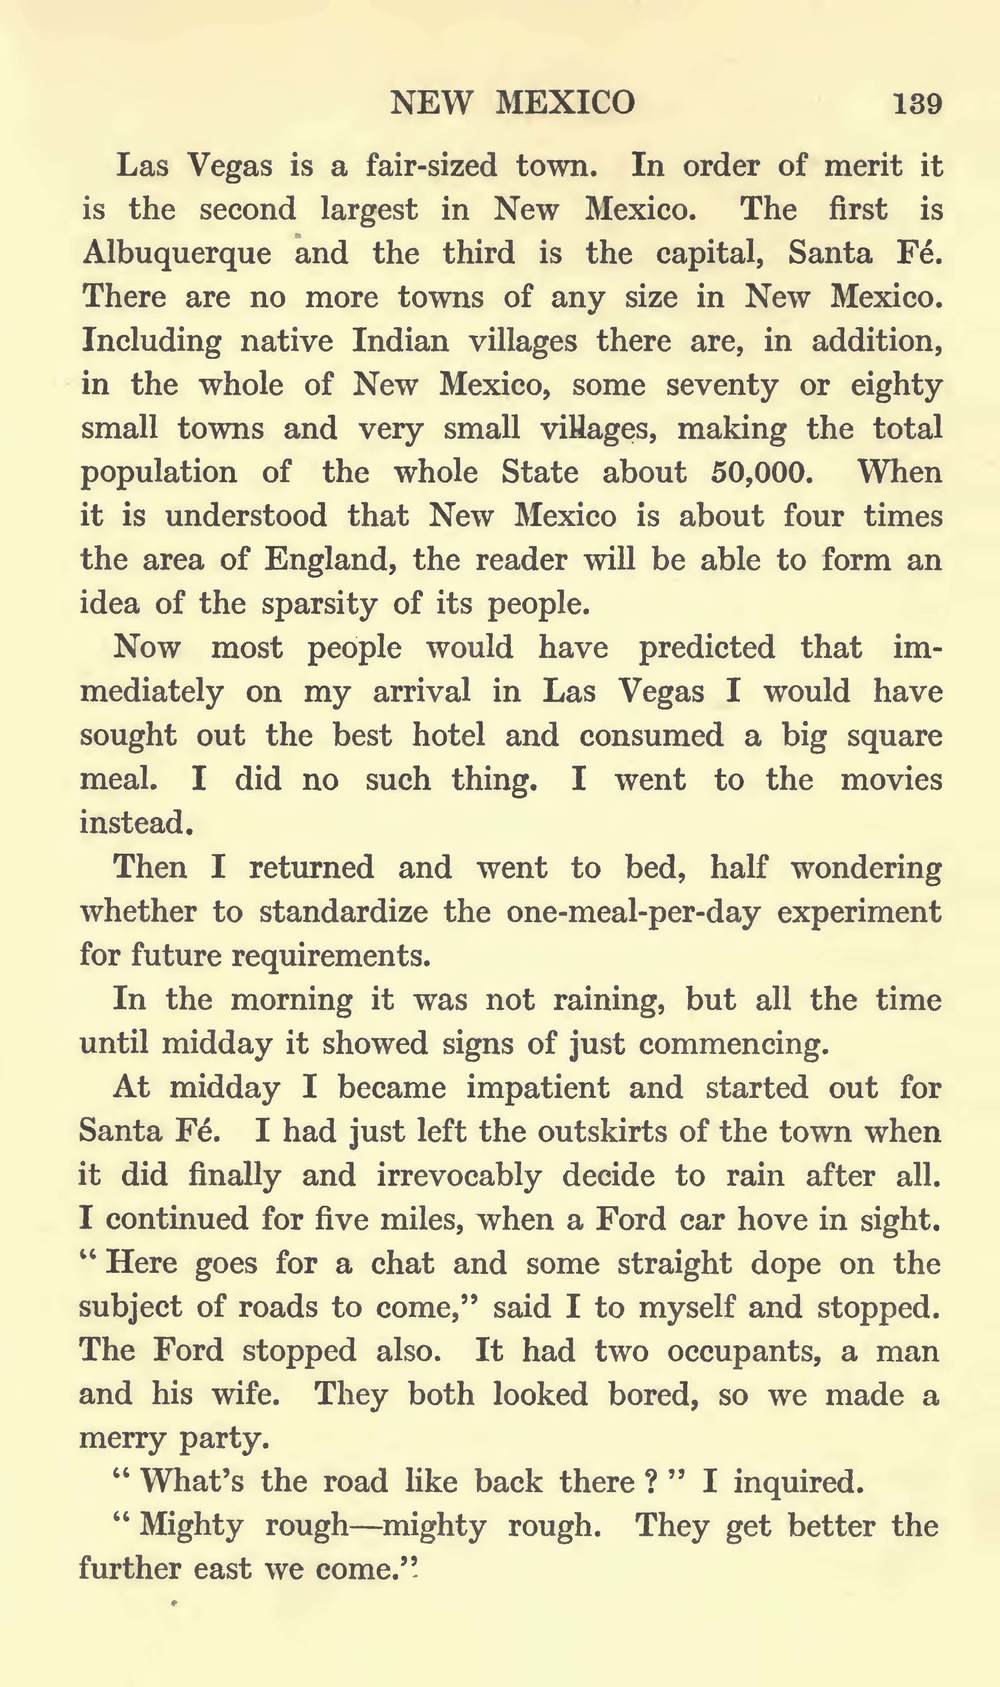 NEW MEXICO 139
Las Vegas is a fair-sized town. In order of merit it
is the second largest in New Mexico. The first is
Albuquerque and the third is the capital, Santa Fé.
There are no more towns of any size in New Mexico.
Including native Indian villages there are, in addition,
in the whole of New Mexico, some seventy or eighty
small towns and very small villages, making the total
population of the whole State about 50,000. When
it is understood that New Mexico is about four times
the area of England, the reader will be able to form an
idea of the sparsity of its people.
Now most people would have predicted that im-
mediately on my arrival in Las Vegas I would have
sought out the best hotel and consumed a big square
meal. I did no such thing. I went to the movies
instead.
Then I returned and went to bed, half wondering
whether to standardize the one-meal-per-day experiment
for future requirements.
In the morning it was not raining, but all the time
until midday it showed signs of just commencing.
At midday I became impatient and started out for
Santa Fé. I had just left the outskirts of the town when
it did finally and irrevocably decide to rain after all.
I continued for five miles, when a Ford car hove in sight.
“ Here goes for a chat and some straight dope on the
subject of roads to come,” said I to myself and stopped.
The Ford stopped also. It had two occupants, a man
and his wife. They both looked bored, so we made a
merry party.
“ What’s the road like back there ? ” I inquired.
“ Mighty rough—mighty rough. They get better the
further east we come.”